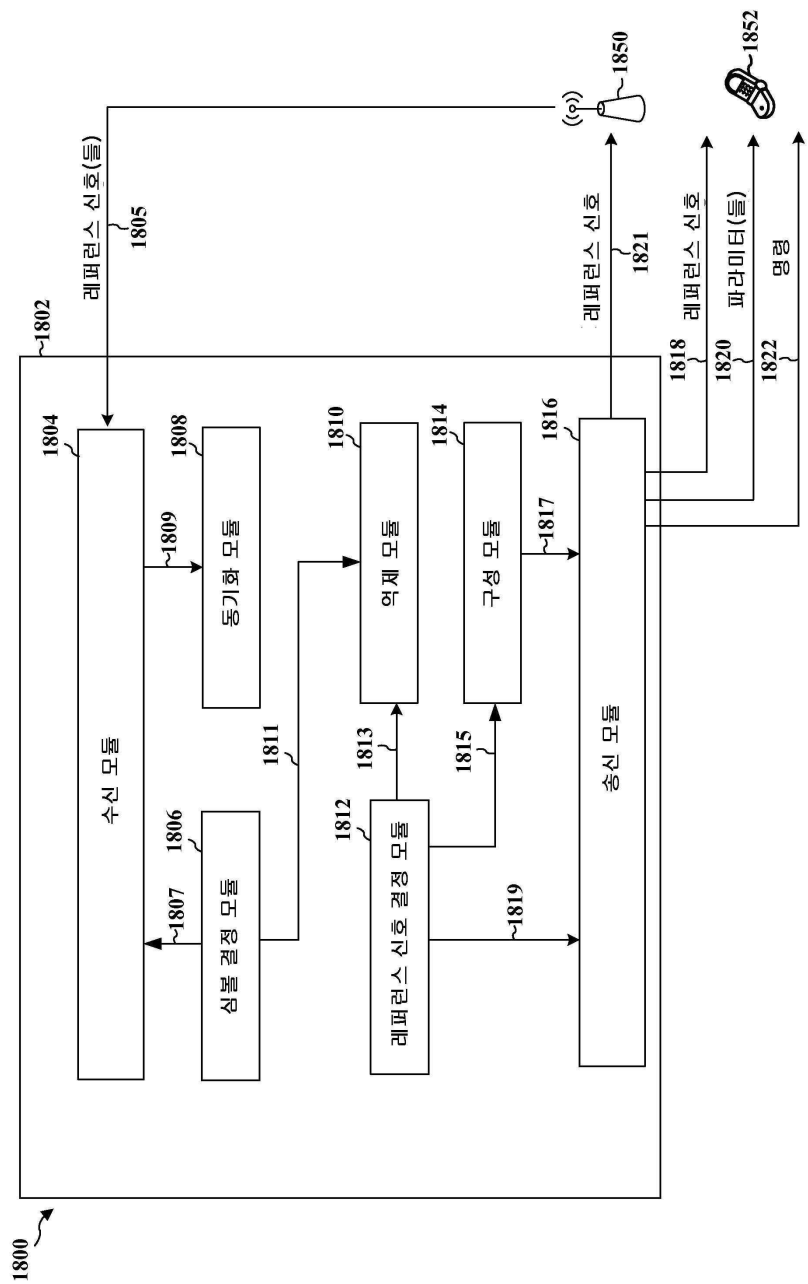 1800
1802
1804
수신 모듈
레퍼런스 신호(들)
1805
1807
1809
1806
심볼 결정 모듈
1808
동기화 모듈
1811
1812
레퍼런스 신호 결정 모듈
1813
1810
억제 모듈
1815
1814
구성 모듈
1819
1817
1816
송신 모듈
레퍼런스 신호
1821
1850
1818
레퍼런스 신호
1820
파라미터(들)
1822
명령
1852